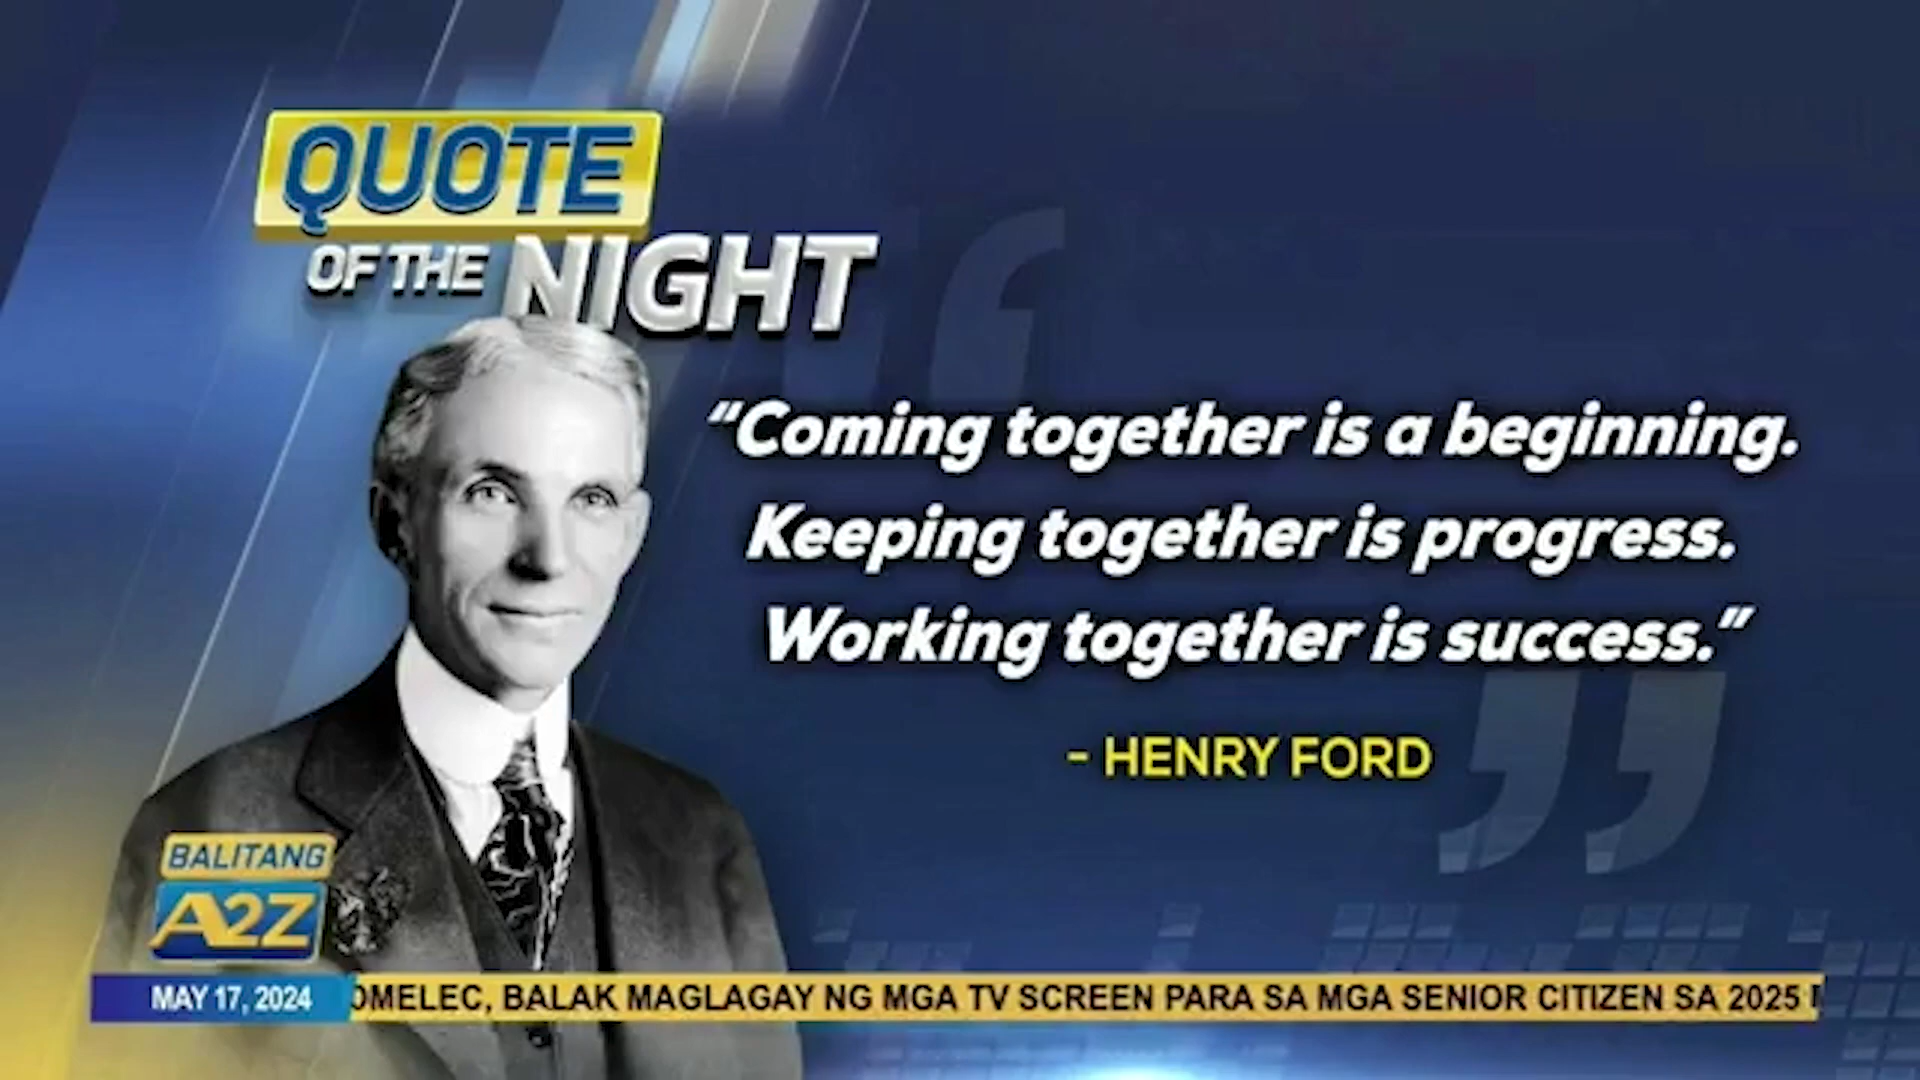 QUOTE
OF THE NIGHT
“Coming together is a beginning.
Keeping together is progress.
Working together is success.”
- HENRY FORD
BALITANG
A2Z
MAY 17, 2024
OMELEC, BALAK MAGLAGAY NG MGA TV SCREEN PARA SA MGA SENIOR CITIZEN SA 2025